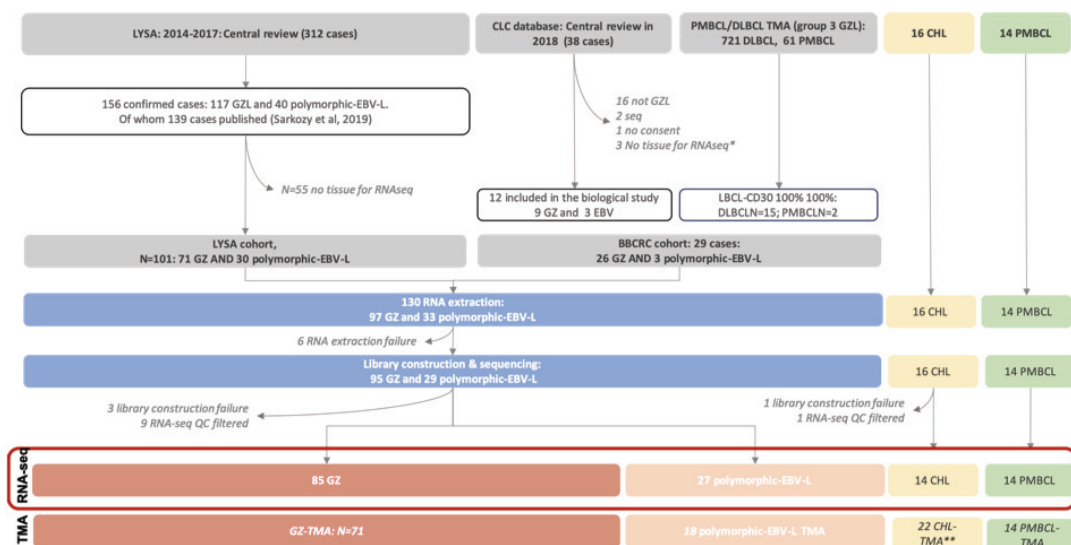 LYSA: 2014-2017: Central review (312 cases)
CLC database: Central review in
2018 (38 cases)
PMBCL/DLBCL TMA (group 3 GZL):
721 DLBCL, 61 PMBCL
16 CHL
14 PMBCL
156 confirmed cases: 117 GZL and 40 polymorphic-EBV-L.
Of whom 139 cases published (Sarkozy et al, 2019)
16 not GZL
2 seq
1 no consent
3 No tissue for RNAseq*
N=55 no tissue for RNAseq
12 included in the biological study
9 GZ and 3 EBV
LBCL-CD30 100% 100%:
DLBCLN=15; PMBCLN=2
LYSA cohort,
N=101: 71 GZ AND 30 polymorphic-EBV-L
BBCRC cohort: 29 cases:
26 GZ AND 3 polymorphic-EBV-L
130 RNA extraction:
97 GZ and 33 polymorphic-EBV-L
16 CHL
14 PMBCL
6 RNA extraction failure
Library construction & sequencing:
95 GZ and 29 polymorphic-EBV-L
16 CHL
14 PMBCL
3 library construction failure
9 RNA-seq QC filtered
1 library construction failure
1 RNA-seq QC filtered
RNA-seq
85 GZ
27 polymorphic-EBV-L
14 CHL
14 PMBCL
TMA
GZ-TMA: N=71
18 polymorphic-EBV-L TMA
22 CHL-
TMA**
14 PMBCL-
TMA